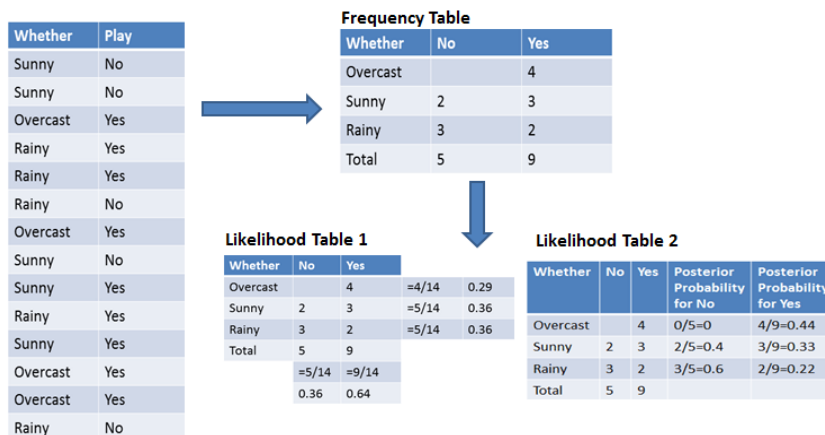 Whether Play
Sunny No
Sunny No
Overcast Yes
Rainy Yes
Rainy Yes
Rainy No
Overcast Yes
Sunny No
Sunny Yes
Rainy Yes
Sunny Yes
Overcast Yes
Overcast Yes
Rainy No
Frequency Table
Whether No Yes
Overcast 4
Sunny 2 3
Rainy 3 2
Total 5 9
Likelihood Table 1
Whether No Yes
Overcast 4 =4/14 0.29
Sunny 2 3 =5/14 0.36
Rainy 3 2 =5/14 0.36
Total 5 9
=5/14 =9/14
0.36 0.64
Likelihood Table 2
Whether No Yes Posterior Posterior
Probability Probability
for No for Yes
Overcast 4 0/5=0 4/9=0.44
Sunny 2 3 2/5=0.4 3/9=0.33
Rainy 3 2 3/5=0.6 2/9=0.22
Total 5 9